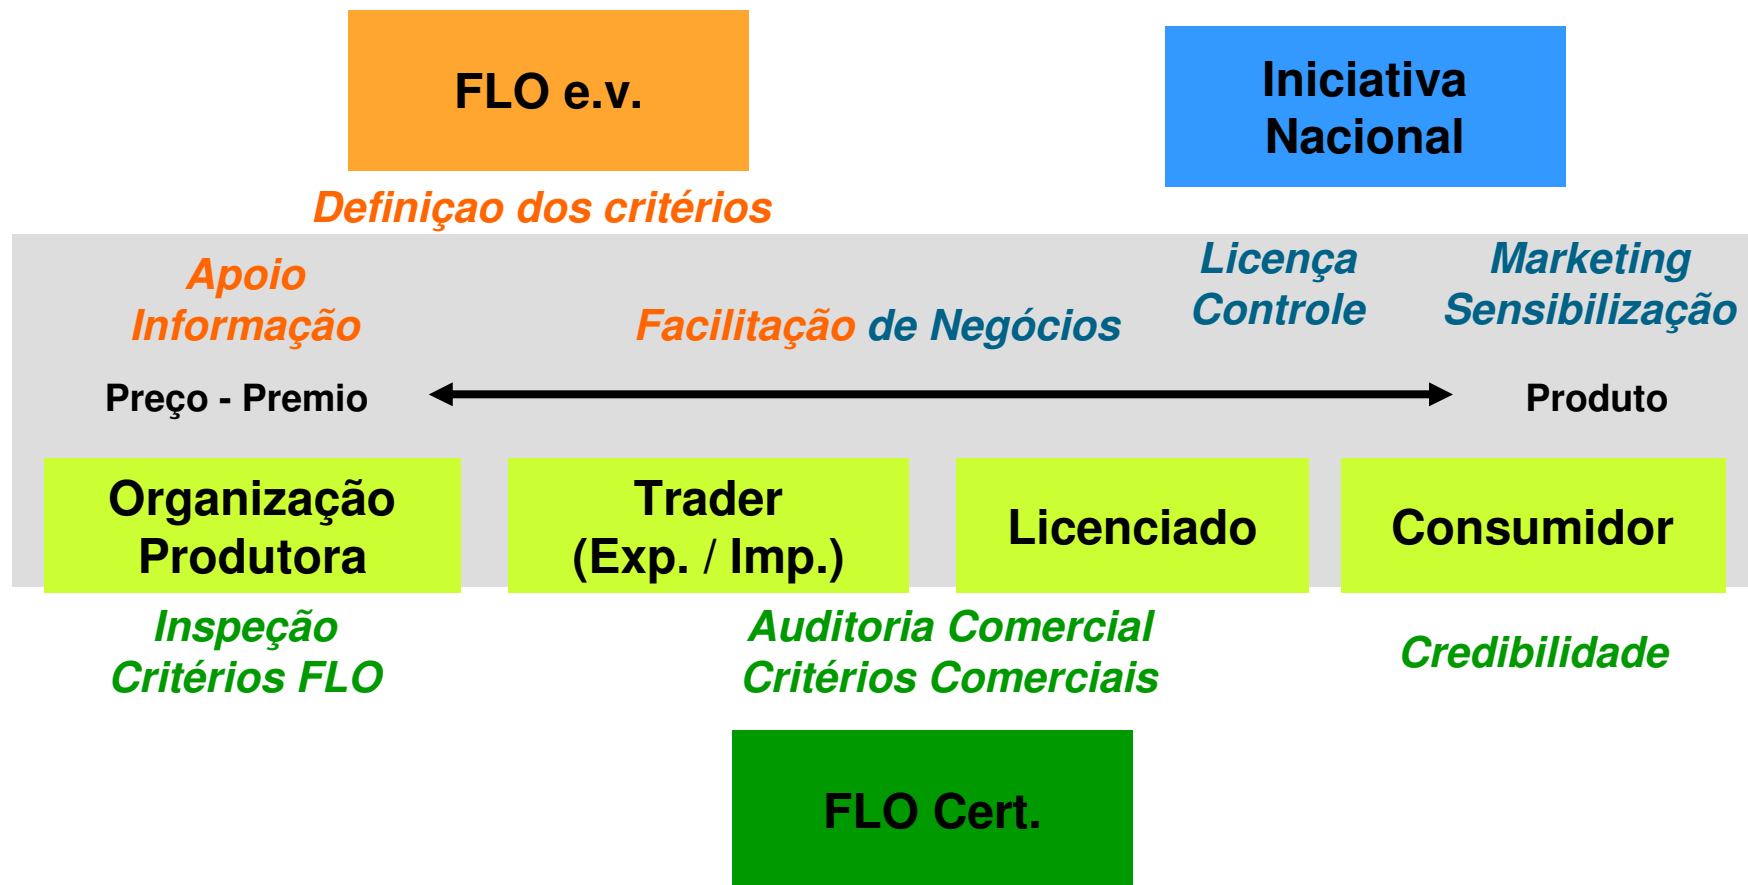 FLO e.v.
Iniciativa
Nacional
Definiçao dos critérios
Apoio
Informação
Facilitação de Negócios
Licença
Controle
Marketing
Sensibilização
Preço - Premio
Produto
Organização
Produtora
Trader
(Exp. / Imp.)
Licenciado
Consumidor
Inspeção
Critérios FLO
Auditoria Comercial
Critérios Comerciais
Credibilidade
FLO Cert.